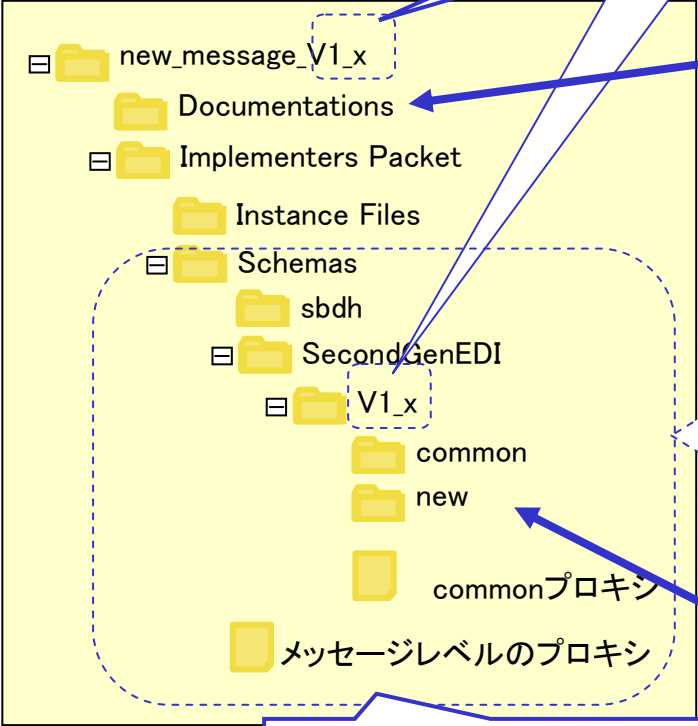 new_message_V1_x
Documentations
Implementers Packet
Instance Files
Schemas
sbdh
SecondGenEDI
V1_x
common
new
commonプロキシ
メッセージレベルのプロキシ